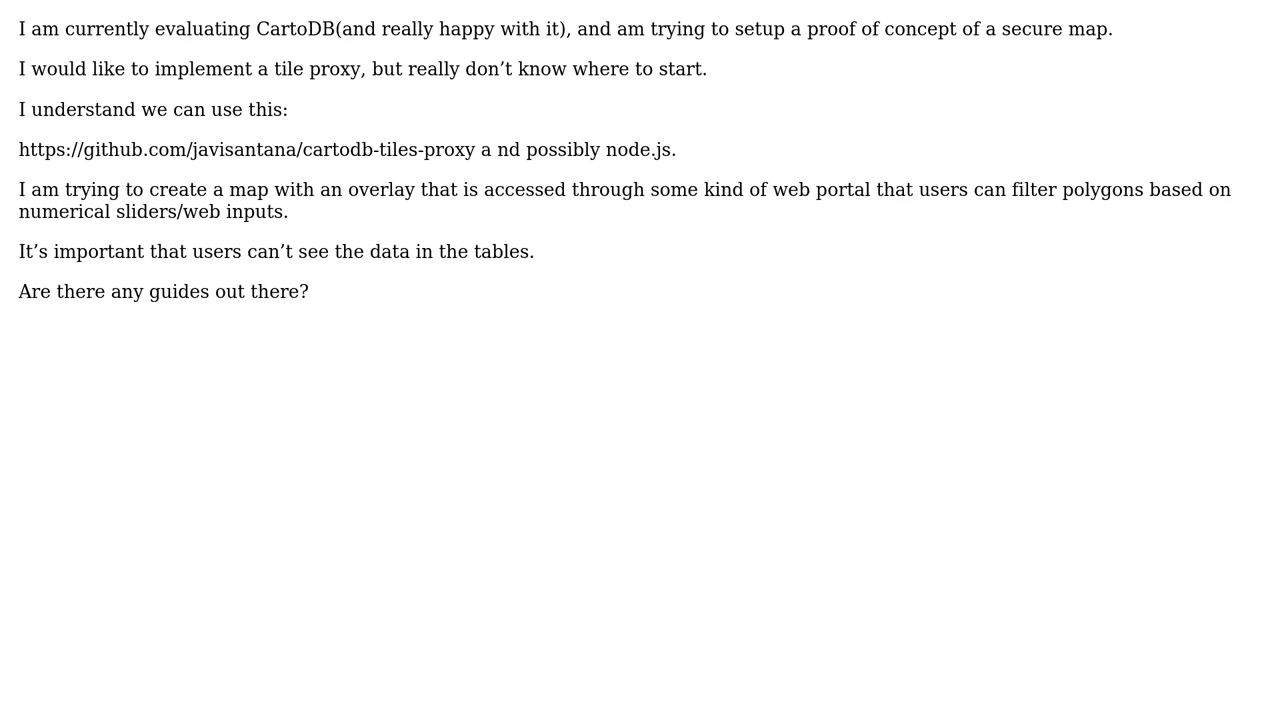 I am currently evaluating CartoDB(and really happy with it), and am trying to setup a proof of concept of a secure map.
I would like to implement a tile proxy, but really don’t know where to start.
I understand we can use this:
https://github.com/javisantana/cartodb-tiles-proxy a nd possibly node.js.
I am trying to create a map with an overlay that is accessed through some kind of web portal that users can filter polygons based on
numerical sliders/web inputs.
It’s important that users can’t see the data in the tables.
Are there any guides out there?